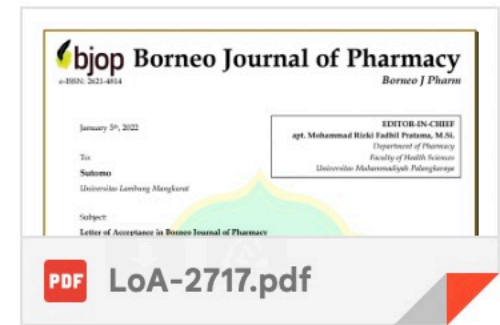 bjop Borneo Journal of Pharmacy
e-ISSN: 2621-4814
Borneo J Pharm
January 5th, 2022
EDITOR-IN-CHIEF
apt. Mohammad Rizki Fadhil Pratama, M.Si.
Department of Pharmacy
Faculty of Health Sciences
Universitas Muhammadiyah Palangkaraya
To:
Sutomo
Universitas Lambung Mangkurat
Subject:
Letter of Acceptance in Borneo Journal of Pharmacy
PDF LoA-2717.pdf